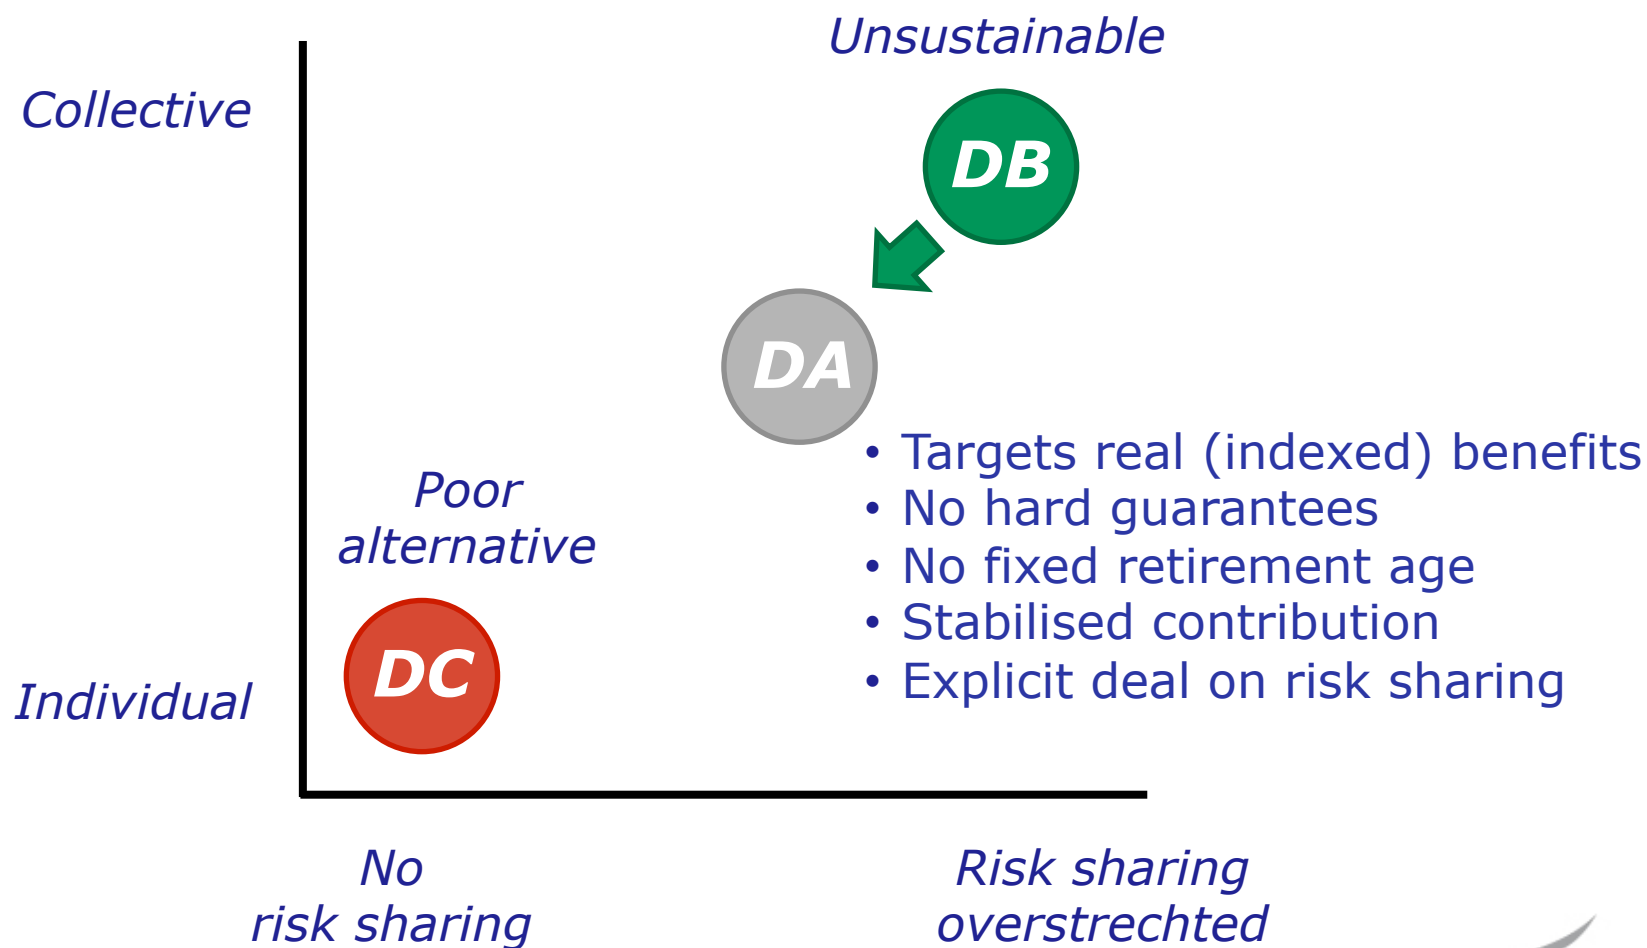 Unsustainable
Collective
DB
DA
• Targets real (indexed) benefits
Poor
• No hard guarantees
alternative
• No fixed retirement age
• Stabilised contribution
DC
• Explicit deal on risk sharing
Individual
No
risk sharing
Risk sharing
overstrechted